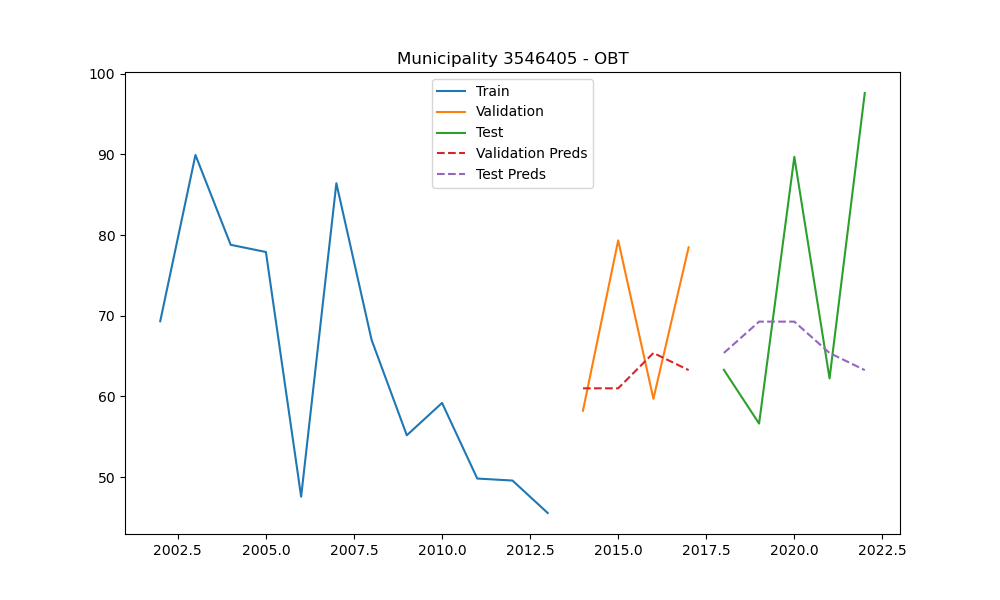 Municipality 3546405 - OBT
Train
Validation
Test
Validation Preds
Test Preds
100
90
80
70
60
50
2002.5 2005.0 2007.5 2010.0 2012.5 2015.0 2017.5 2020.0 2022.5